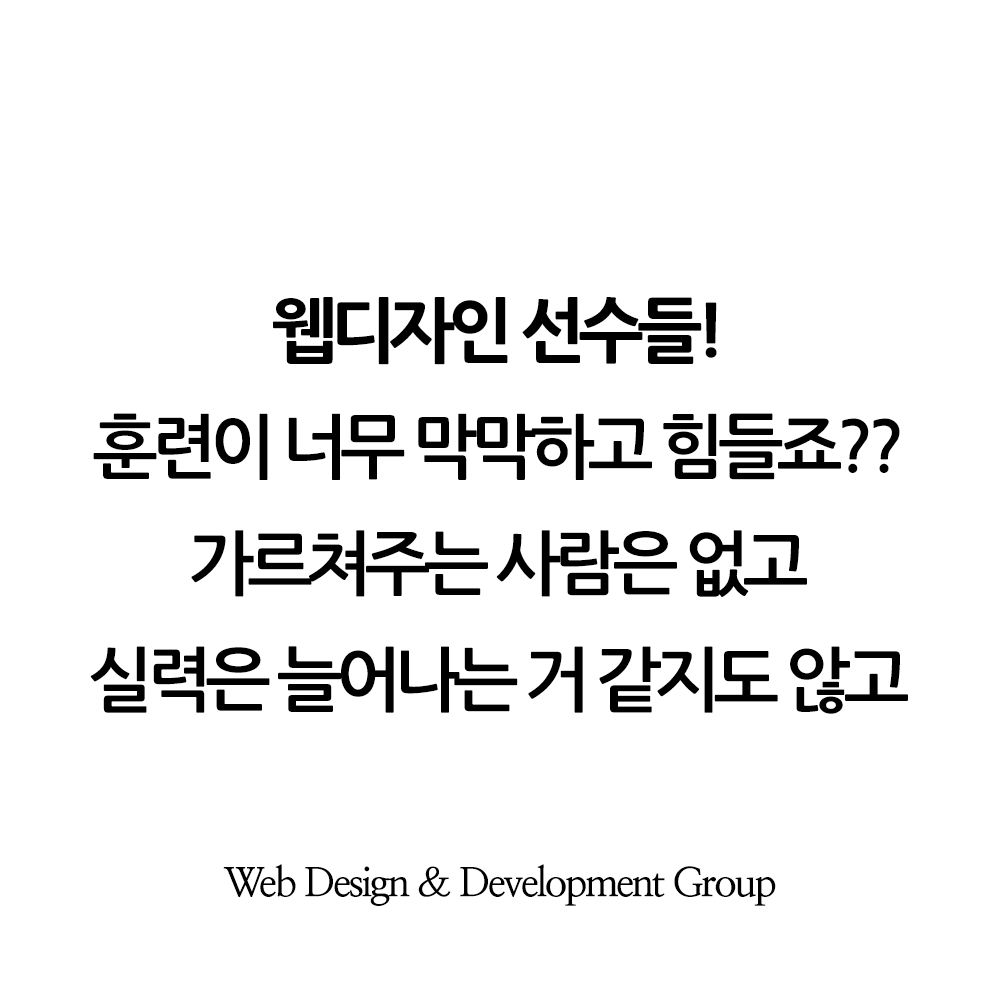 웹디자인 선수들!
훈련이 너무 막막하고 힘들죠??
가르쳐주는 사람은 없고
실력은 늘어나는 거 같지도 않고
Web Design & Development Group